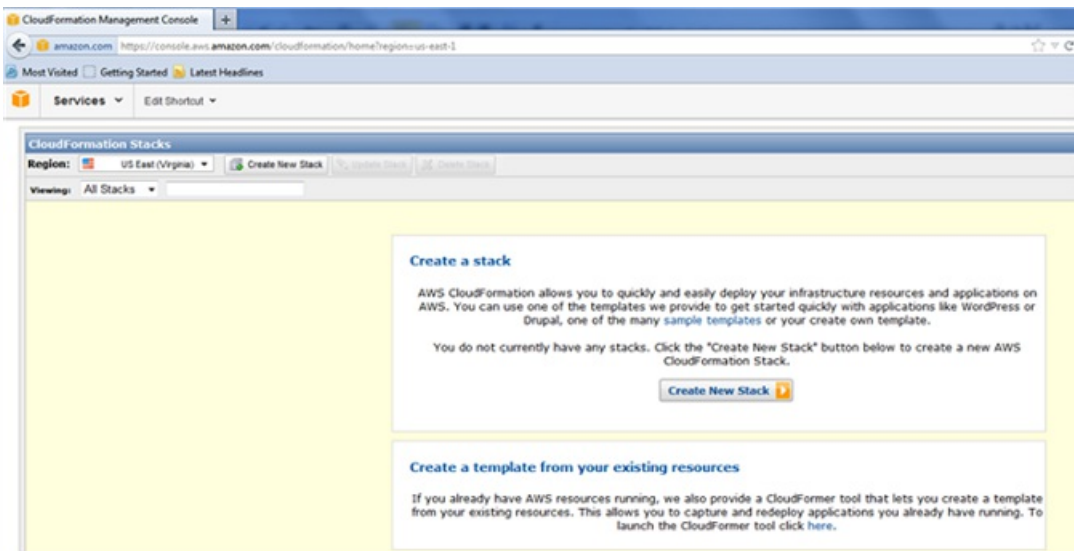 CloudFormation Management Console
amazon.com https://console.aws.amazon.com/cloudformation/home?region=us-east-1
Most Visited Getting Started Latest Headlines
Services Edit Shortcut
CloudFormation Stacks
Region: US East (Virginia) Create New Stack Update Stack Delete Stack
Viewing: All Stacks
Create a stack
AWS CloudFormation allows you to quickly and easily deploy your infrastructure resources and applications on
AWS. You can use one of the templates we provide to get started quickly with applications like WordPress or
Drupal, one of the many sample templates or your create own template.
You do not currently have any stacks. Click the "Create New Stack" button below to create a new AWS
CloudFormation Stack.
Create New Stack
Create a template from your existing resources
If you already have AWS resources running, we also provide a CloudFormer tool that lets you create a template
from your existing resources. This allows you to capture and redeploy applications you already have running. To
launch the CloudFormer tool click here.